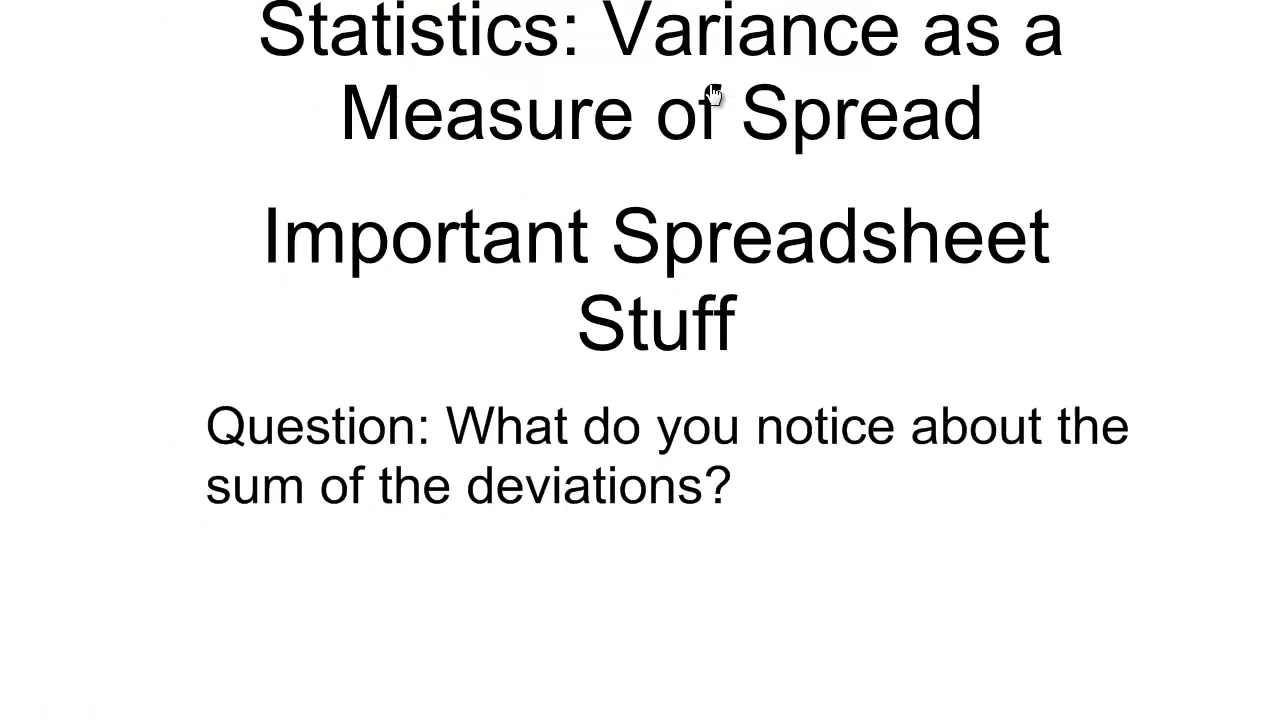 Statistics: Variance as a
Measure of Spread
Important Spreadsheet
Stuff
Question: What do you notice about the
sum of the deviations?